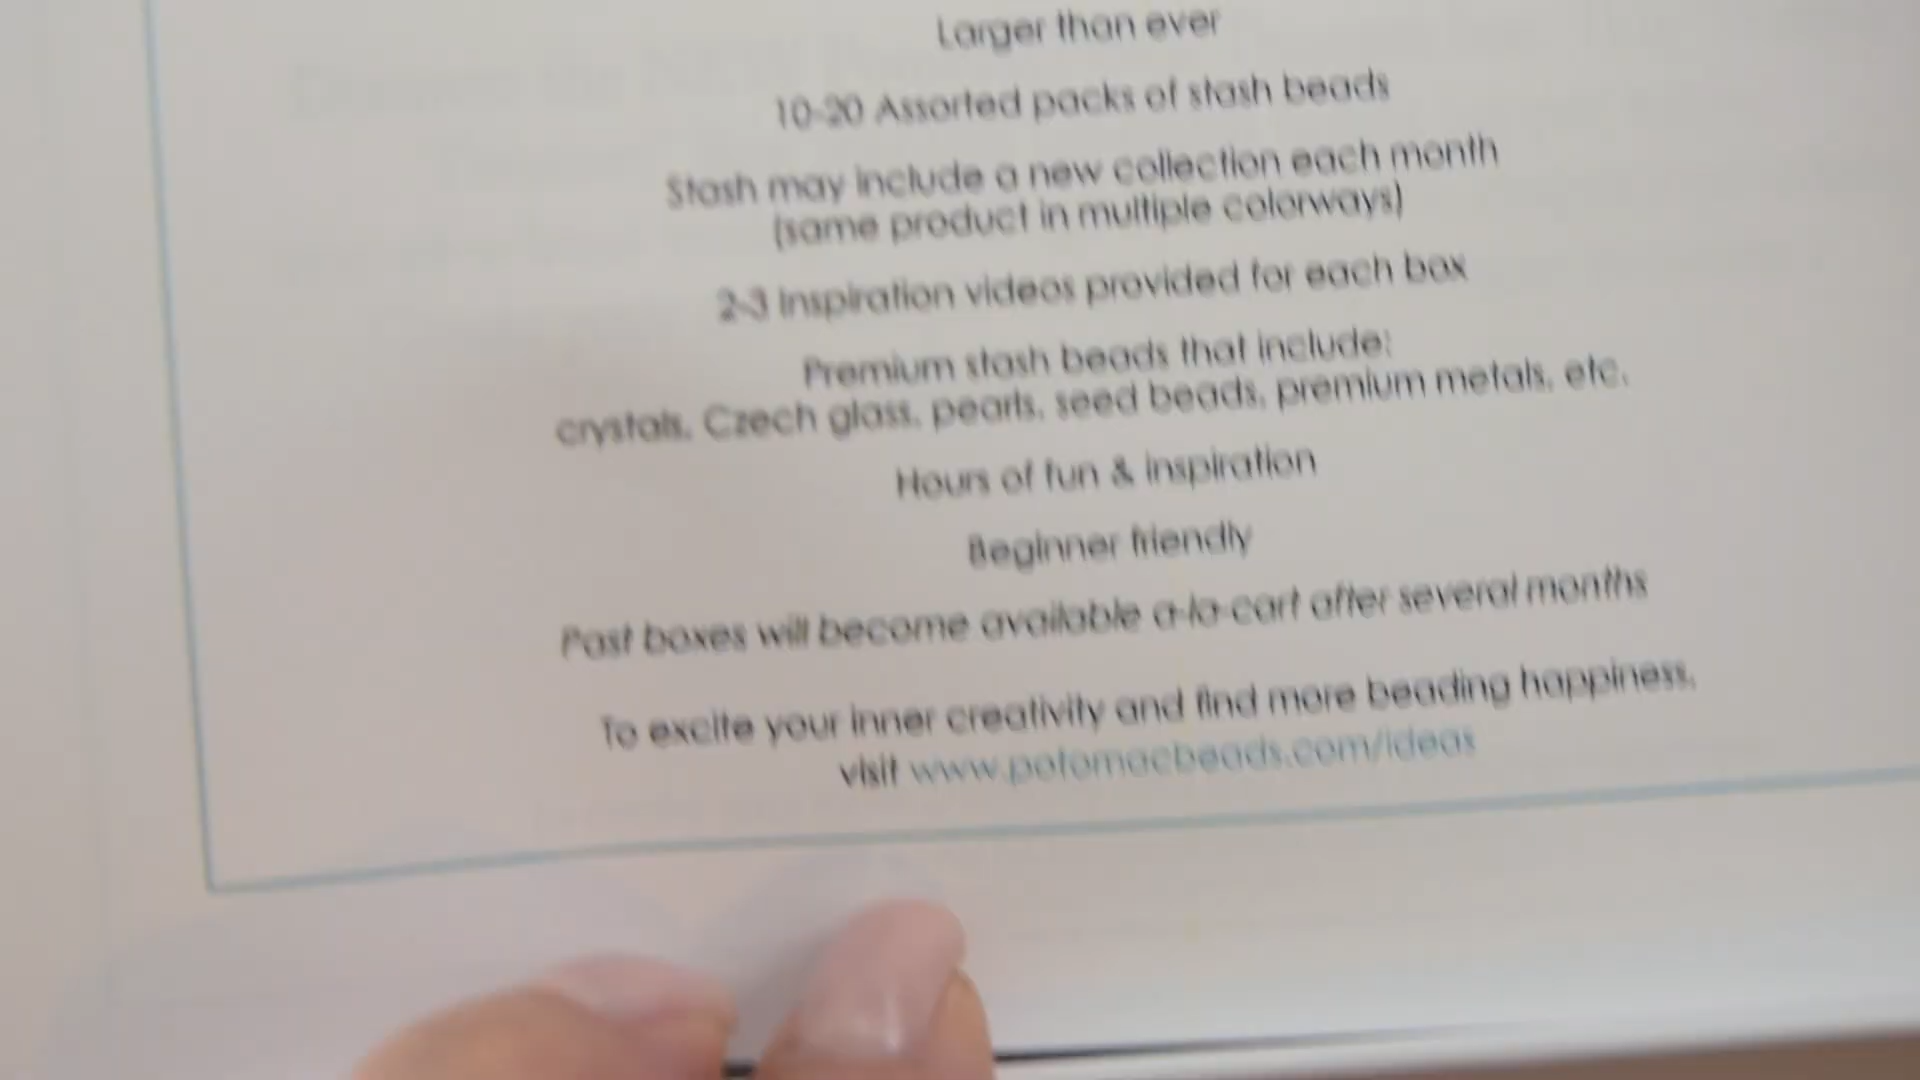 Larger than ever
10-20 Assorted packs of stash beads
Stash may include a new collection each month
(same product in multiple colorways)
2-3 inspiration videos provided for each box
Premium stash beads that include:
crystals, Czech glass, pearls, seed beads, premium metals, etc.
Hours of fun & inspiration
Beginner friendly
Past boxes will become available a-la-cart after several months
To excite your inner creativity and find more beading happiness,
visit www.potomacbeads.com/ideas